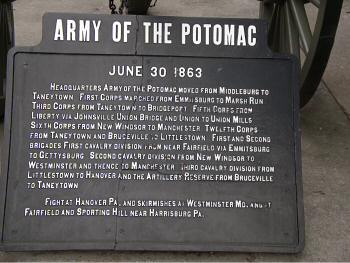 ARMY OF THE POTOMAC
JUNE 30 1863
HEADQUARTERS ARMY OF THE POTOMAC MOVED FROM MIDDLEBURG TO
TANEYTOWN. FIRST CORPS MARCHED FROM EMMITSBURG TO MARSH RUN
THIRD CORPS FROM TANEYTOWN TO BRIDGEPORT. FIFTH CORPS FROM
LIBERTY VIA JOHNSVILLE UNION BRIDGE AND UNION TO UNION MILLS
SIXTH CORPS FROM NEW WINDSOR TO MANCHESTER. TWELFTH CORPS
FROM TANEYTOWN AND BRUCEVILLE TO LITTLESTOWN. FIRST AND SECOND
BRIGADES FIRST CAVALRY DIVISION FROM NEAR FAIRFIELD VIA EMMITSBURG
TO GETTYSBURG. SECOND CAVALRY DIVISION FROM NEW WINDSOR TO
WESTMINSTER AND THENCE TO MANCHESTER. THIRD CAVALRY DIVISION FROM
LITTLESTOWN TO HANOVER AND THE ARTILLERY RESERVE FROM BRUCEVILLE
TO TANEYTOWN
FIGHT AT HANOVER PA. AND SKIRMISHES AT WESTMINSTER MD. AND AT
FAIRFIELD AND SPORTING HILL NEAR HARRISBURG PA.